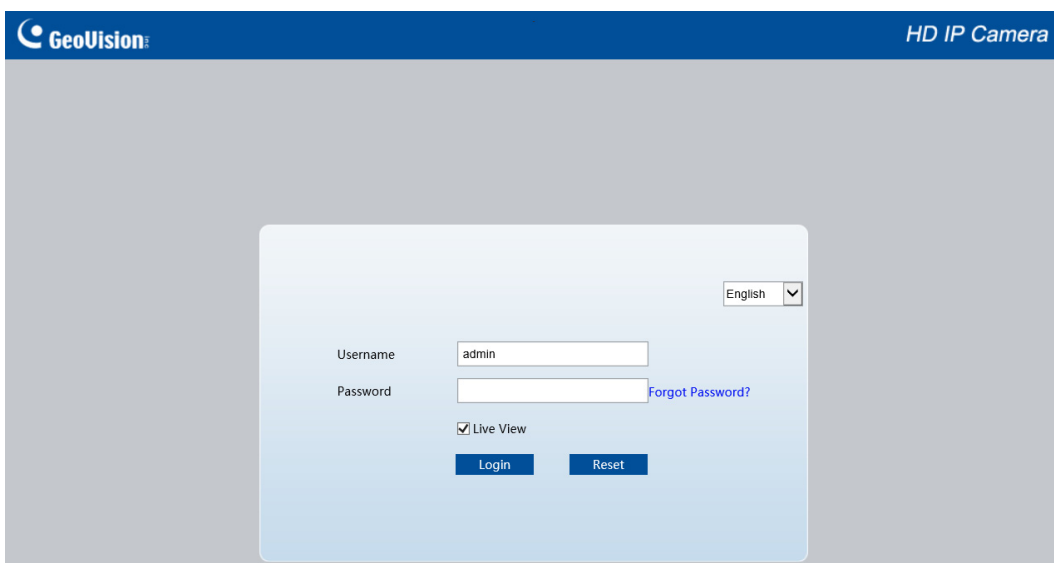 GeoVision
HD IP Camera
English
Username admin
Password Forgot Password?
Live View
Login Reset